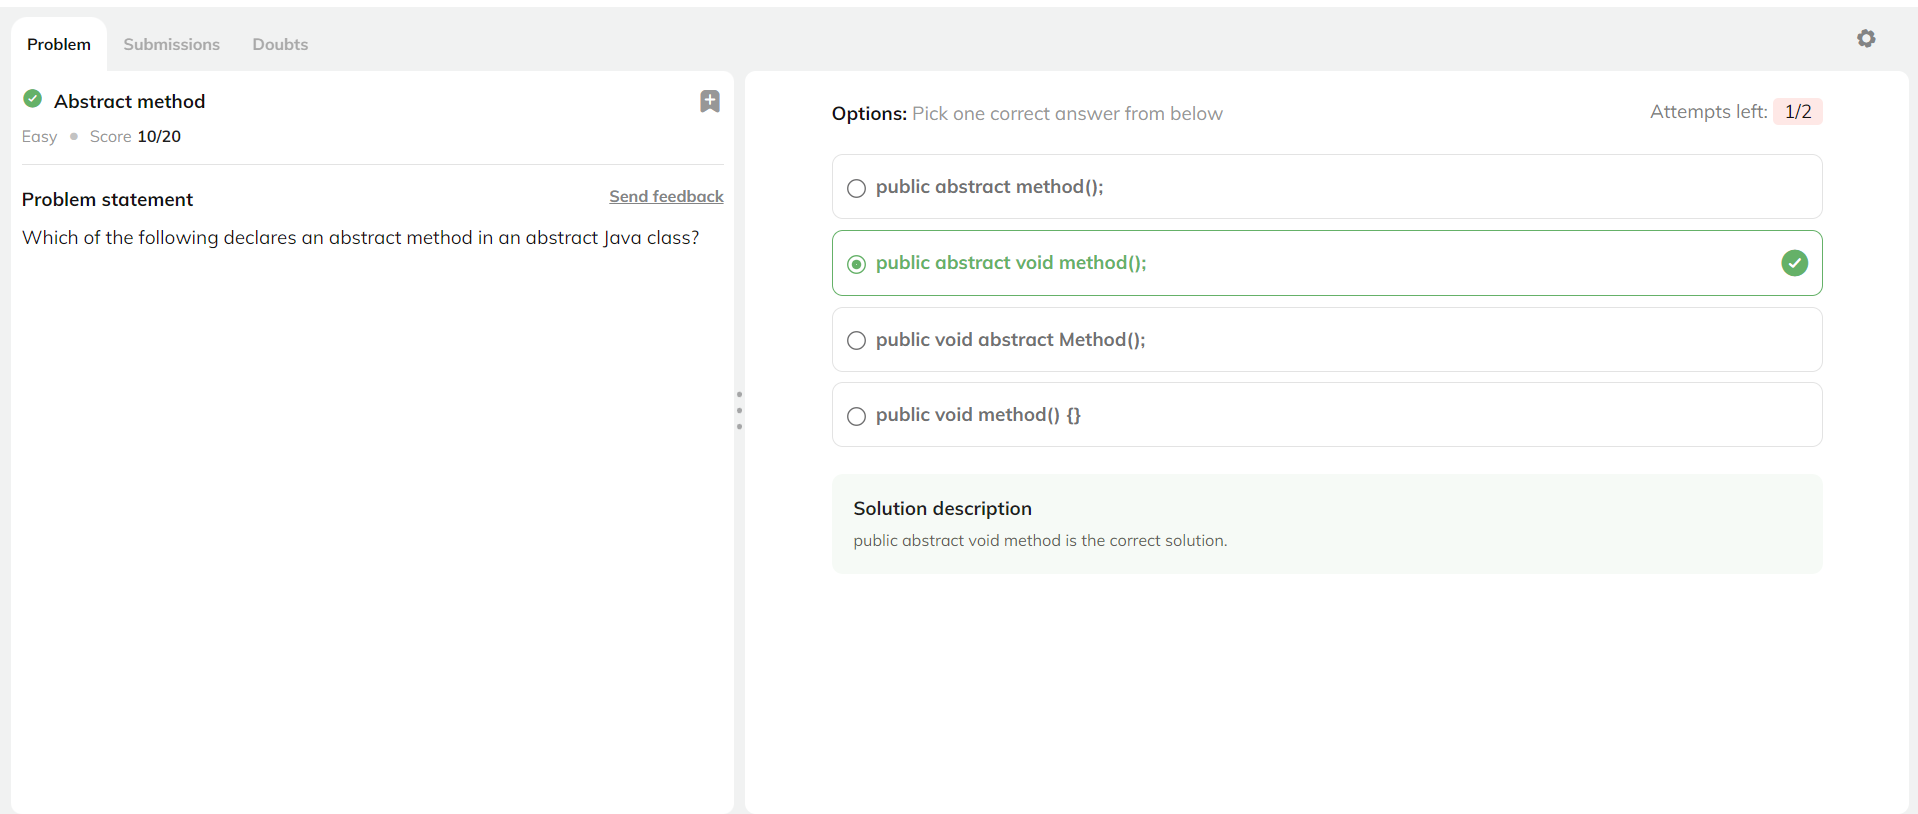 Problem Submissions Doubts
Abstract method
Easy Score 10/20
Problem statement Send feedback
Which of the following declares an abstract method in an abstract Java class?
Options: Pick one correct answer from below Attempts left: 1/2
public abstract method();
public abstract void method();
public void abstract Method();
public void method() {}
Solution description
public abstract void method is the correct solution.